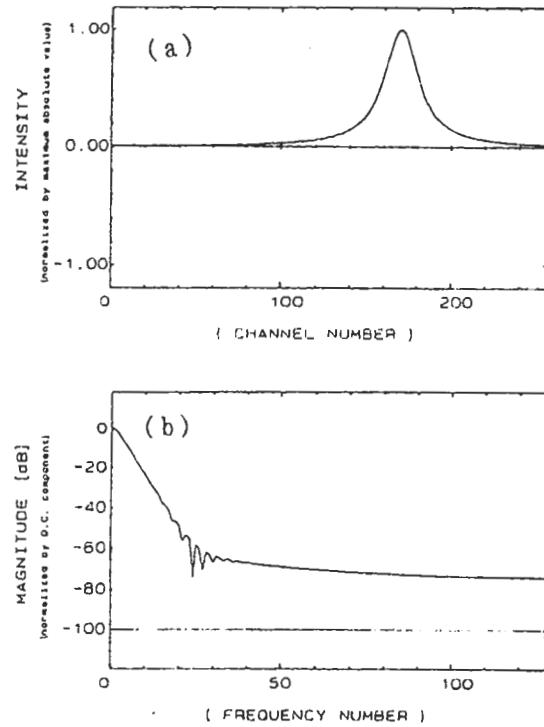 (a)
1.00
0.00
-1.00
INTENSITY
(normalized by maximum absolute value)
0
100
200
( CHANNEL NUMBER )
(b)
0
-20
-40
-60
-80
-100
MAGNITUDE [dB]
(normalized by D.C. component)
0
50
100
( FREQUENCY NUMBER )